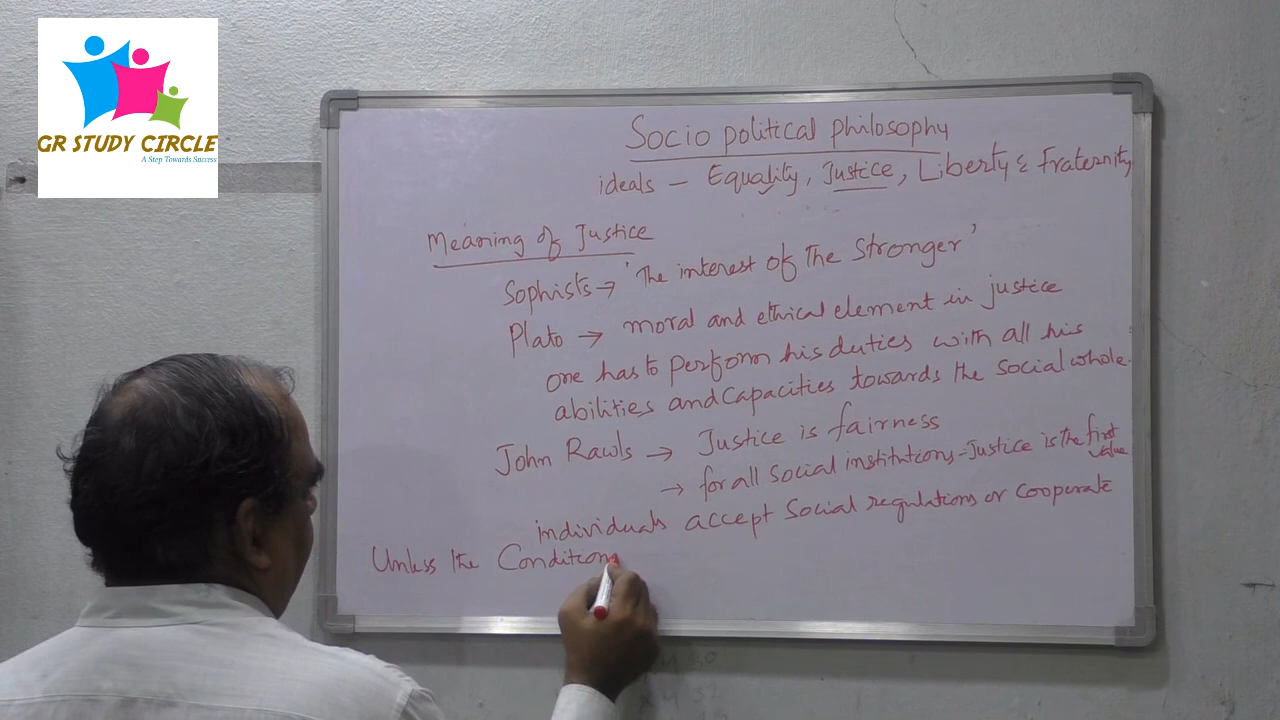 GR STUDY CIRCLE
A Step Towards Success
Socio political philosophy
ideals – Equality, Justice, Liberty & Fraternity
Meaning of Justice
Sophists → 'The interest of The Stronger'
Plato → moral and ethical element in justice
one has to perform his duties with all his
abilities and capacities towards the social whole.
John Rawls → Justice is fairness
→ for all social institutions - Justice is the first
value
individuals accept social regulations or cooperate
Unless the Conditions